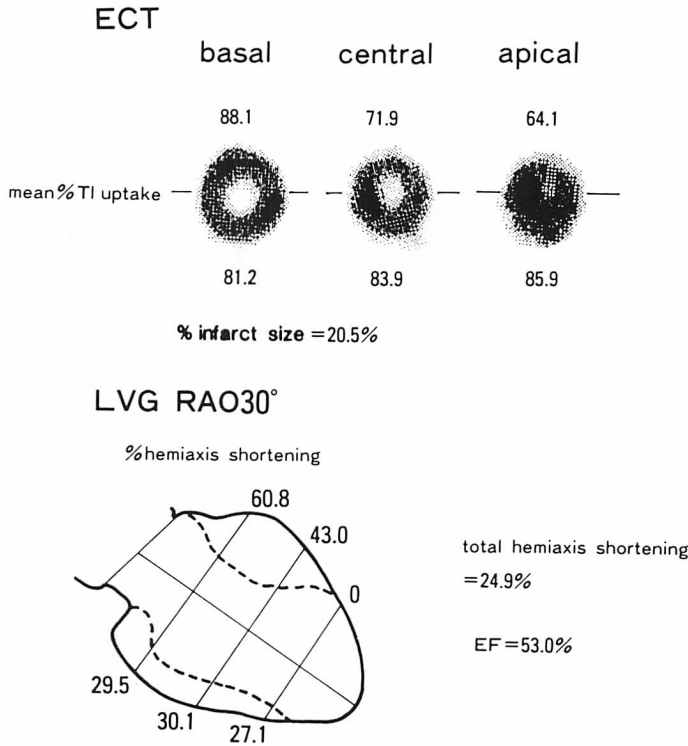 ECT
basal central apical
88.1 71.9 64.1
mean % Tl uptake
81.2 83.9 85.9
% infarct size = 20.5%
LVG RAO30°
% hemiaxis shortening
60.8
43.0
0
total hemiaxis shortening
= 24.9%
EF = 53.0%
29.5
30.1
27.1